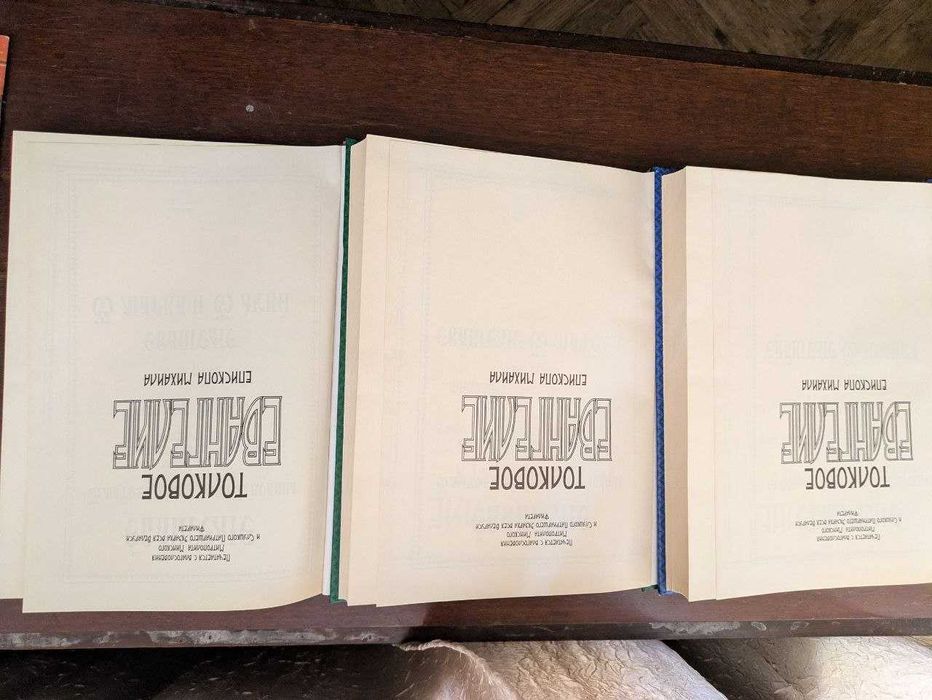 Печатается с благословения
Митрополита Минского
и Слуцкого Патриаршего Экзарха всея Беларуси
Филарета
ТОЛКОВОЕ
ЕВАНГЕЛИЕ
ЕПИСКОПА МИХАИЛА
Печатается с благословения
Митрополита Минского
и Слуцкого Патриаршего Экзарха всея Беларуси
Филарета
ТОЛКОВОЕ
ЕВАНГЕЛИЕ
ЕПИСКОПА МИХАИЛА
Печатается с благословения
Митрополита Минского
и Слуцкого Патриаршего Экзарха всея Беларуси
Филарета
ТОЛКОВОЕ
ЕВАНГЕЛИЕ
ЕПИСКОПА МИХАИЛА